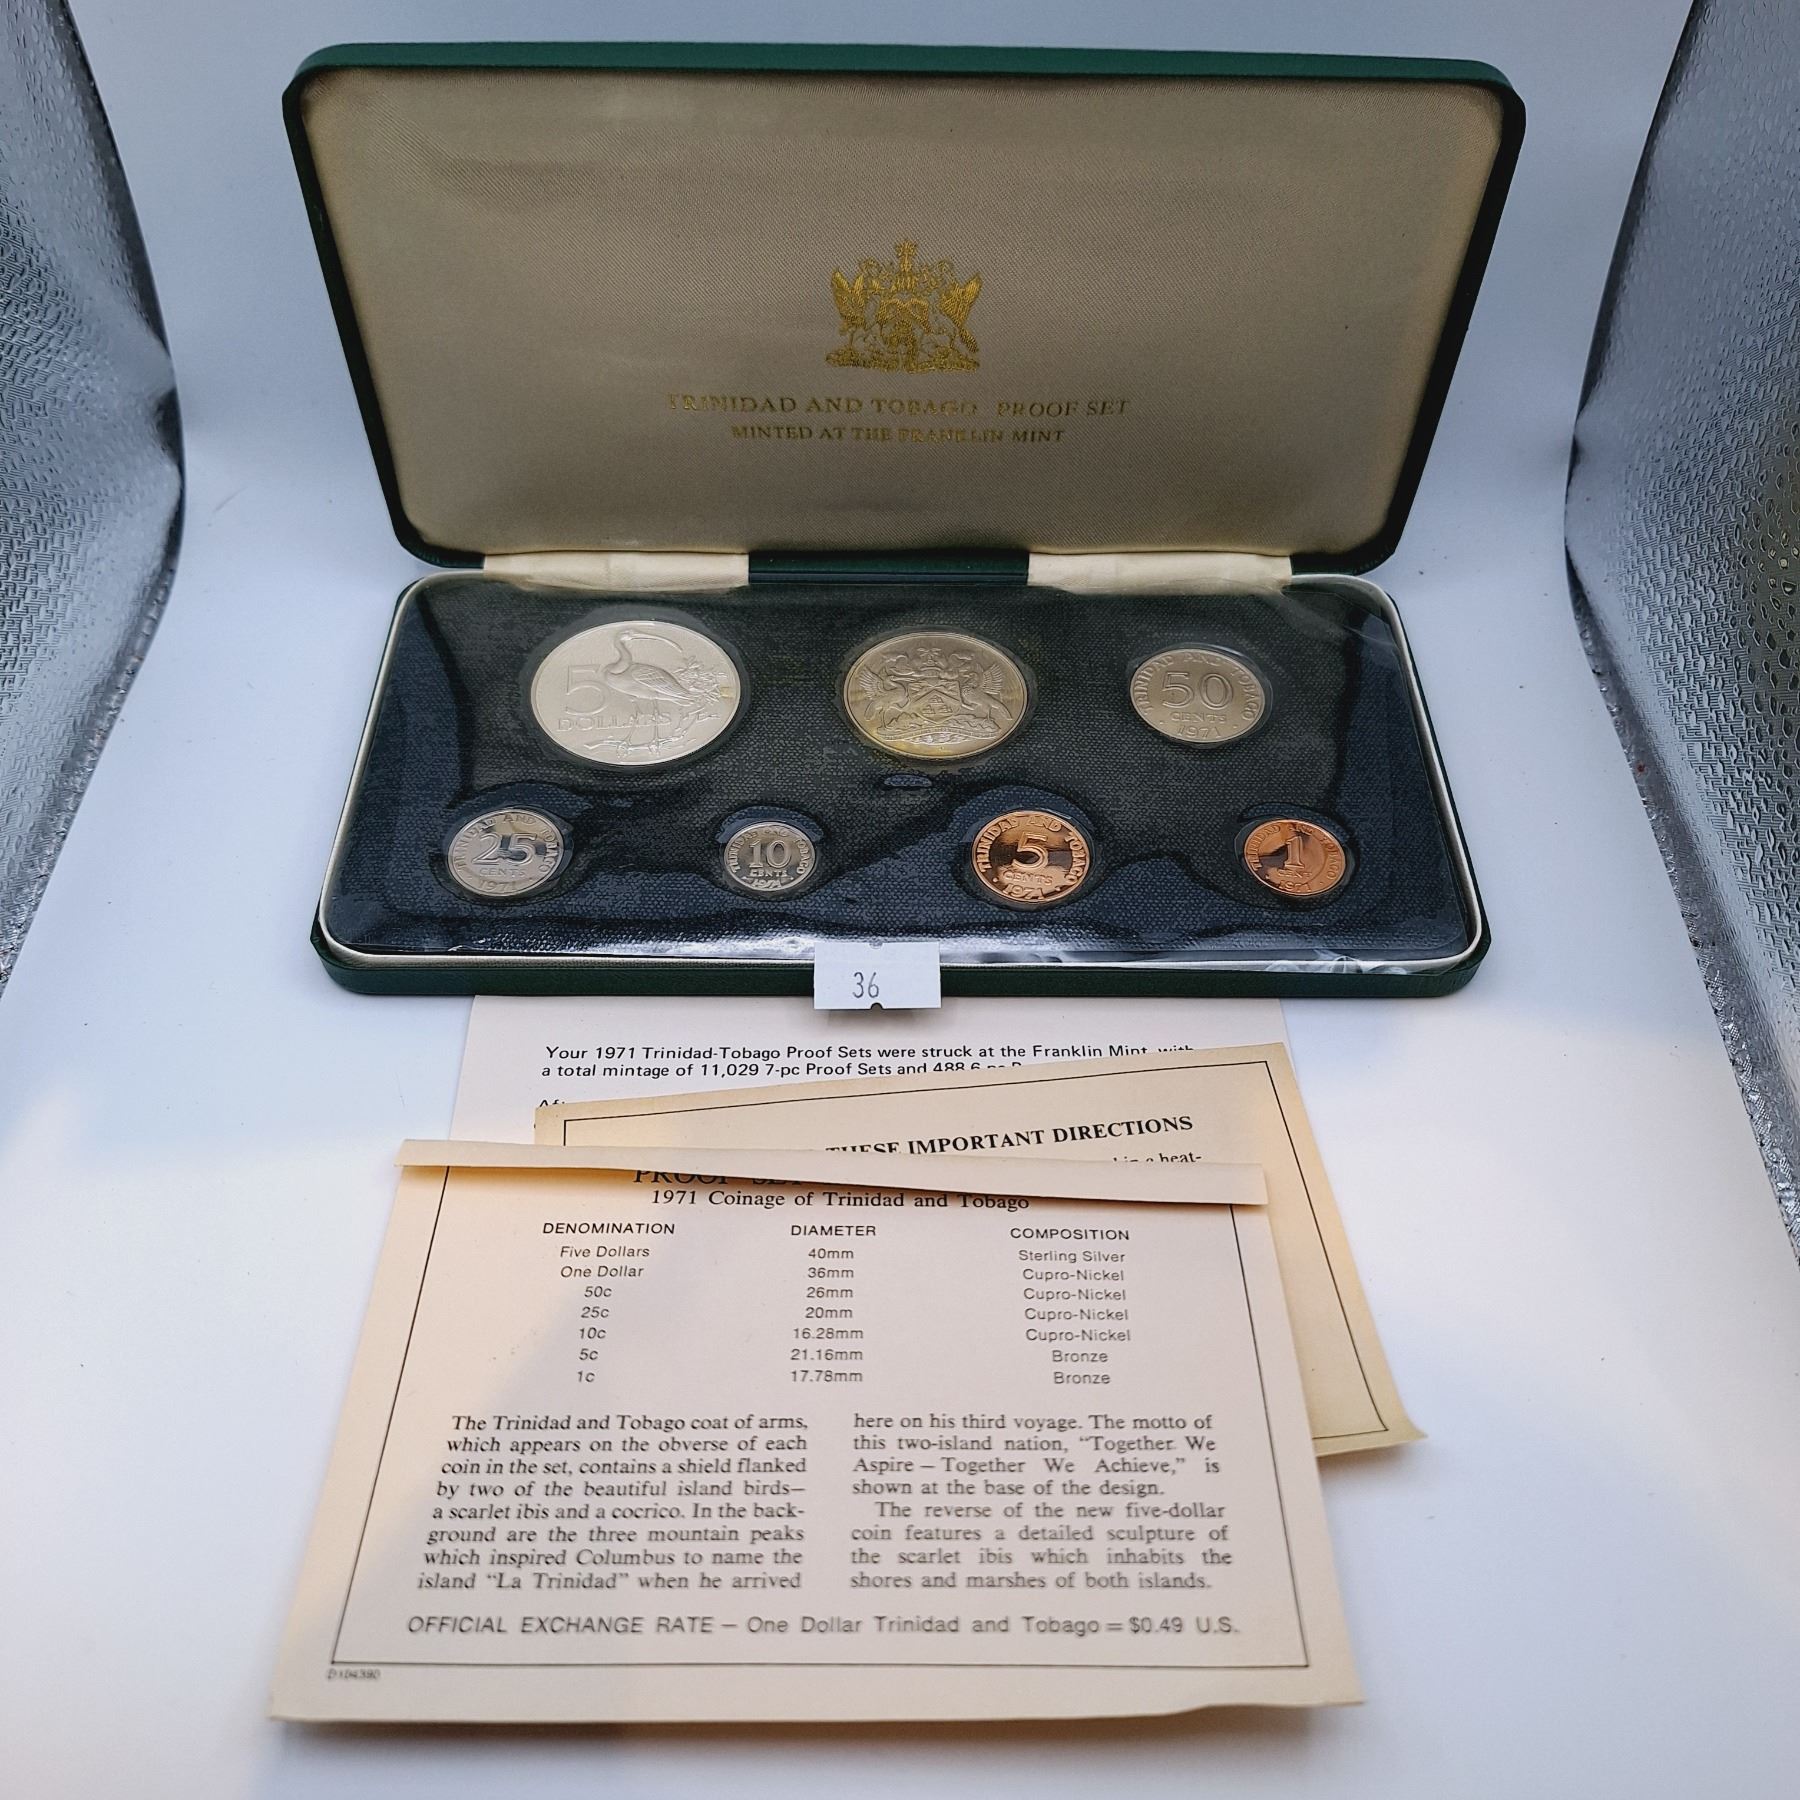 TRINIDAD AND TOBAGO PROOF SET
MINTED AT THE FRANKLIN MINT
5
DOLLARS
TRINIDAD AND TOBAGO
50
CENTS
1971
TRINIDAD AND TOBAGO
25
CENTS
1971
TRINIDAD AND TOBAGO
10
CENTS
1971
TRINIDAD AND TOBAGO
5
CENTS
1971
TRINIDAD AND TOBAGO
1
CENT
1971
36
Your 1971 Trinidad-Tobago Proof Sets were struck at the Franklin Mint, with
a total mintage of 11,029 7-pc Proof Sets and 488 6-pc
THESE IMPORTANT DIRECTIONS
in a heat-
PROOF SET
1971 Coinage of Trinidad and Tobago
DENOMINATION DIAMETER COMPOSITION
Five Dollars 40mm Sterling Silver
One Dollar 36mm Cupro-Nickel
50c 26mm Cupro-Nickel
25c 20mm Cupro-Nickel
10c 16.28mm Cupro-Nickel
5c 21.16mm Bronze
1c 17.78mm Bronze
The Trinidad and Tobago coat of arms,
which appears on the obverse of each
coin in the set, contains a shield flanked
by two of the beautiful island birds—
a scarlet ibis and a cocrico. In the back-
ground are the three mountain peaks
which inspired Columbus to name the
island “La Trinidad” when he arrived
here on his third voyage. The motto of
this two-island nation, “Together We
Aspire – Together We Achieve,” is
shown at the base of the design.
The reverse of the new five-dollar
coin features a detailed sculpture of
the scarlet ibis which inhabits the
shores and marshes of both islands.
OFFICIAL EXCHANGE RATE – One Dollar Trinidad and Tobago = $0.49 U.S.
D104390